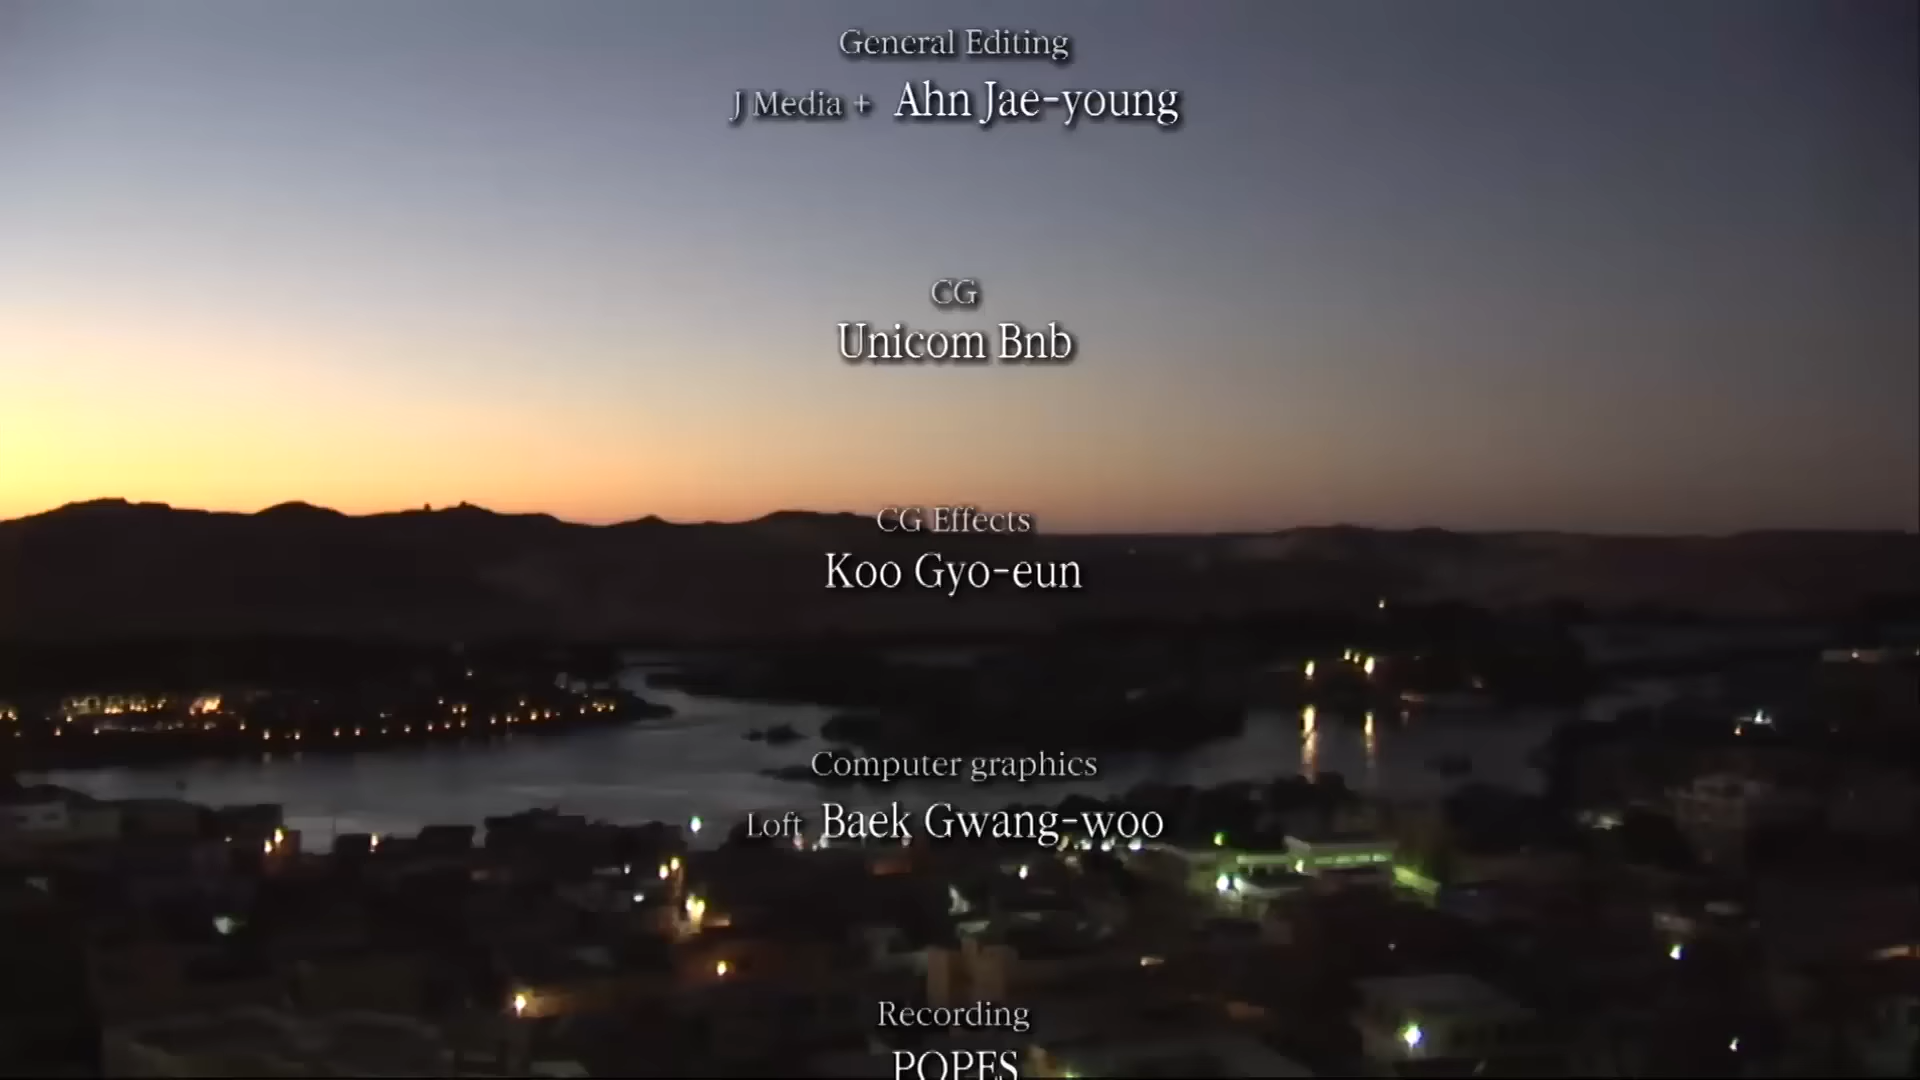 General Editing
J Media + Ahn Jae-young
CG
Unicom Bnb
CG Effects
Koo Gyo-eun
Computer graphics
Loft Baek Gwang-woo
Recording
POPES